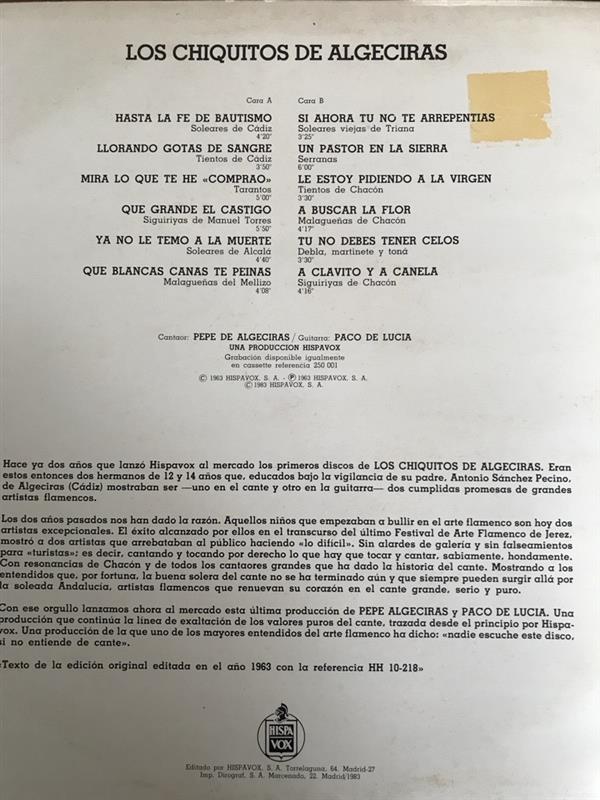 LOS CHIQUITOS DE ALGECIRAS
Cara A
HASTA LA FE DE BAUTISMO
Soleares de Cádiz
4'20"
LLORANDO GOTAS DE SANGRE
Tientos de Cádiz
3'50"
MIRA LO QUE TE HE «COMPRAO»
Tarantos
5'00"
QUE GRANDE EL CASTIGO
Siguiriyas de Manuel Torres
5'50"
YA NO LE TEMO A LA MUERTE
Soleares de Alcalá
4'40"
QUE BLANCAS CANAS TE PEINAS
Malagueñas del Mellizo
4'08"
Cara B
SI AHORA TU NO TE ARREPENTIAS
Soleares viejas de Triana
3'25"
UN PASTOR EN LA SIERRA
Serranas
6'00"
LE ESTOY PIDIENDO A LA VIRGEN
Tientos de Chacón
3'30"
A BUSCAR LA FLOR
Malagueñas de Chacón
4'17"
TU NO DEBES TENER CELOS
Debla, martinete y toná
3'30"
A CLAVITO Y A CANELA
Siguiriyas de Chacón
4'16"
Cantaor: PEPE DE ALGECIRAS / Guitarra: PACO DE LUCIA
UNA PRODUCCION HISPAVOX
Grabación disponible igualmente
en cassette referencia 250 001
© 1963 HISPAVOX, S. A. - Ⓟ 1963 HISPAVOX, S. A.
© 1983 HISPAVOX, S. A.
Hace ya dos años que lanzó Hispavox al mercado los primeros discos de LOS CHIQUITOS DE ALGECIRAS. Eran
estos entonces dos hermanos de 12 y 14 años que, educados bajo la vigilancia de su padre, Antonio Sánchez Pecino,
de Algeciras (Cádiz) mostraban ser —uno en el cante y otro en la guitarra— dos cumplidas promesas de grandes
artistas flamencos.
Los dos años pasados nos han dado la razón. Aquellos niños que empezaban a bullir en el arte flamenco son hoy dos
artistas excepcionales. El éxito alcanzado por ellos en el transcurso del último Festival de Arte Flamenco de Jerez,
mostró a dos artistas que arrebataban al público haciendo «lo difícil». Sin alardes de galería y sin falseamientos
para «turistas»; es decir, cantando y tocando por derecho lo que hay que tocar y cantar, sabiamente, hondamente.
Con resonancias de Chacón y de todos los cantaores grandes que ha dado la historia del cante. Mostrando a los
entendidos que, por fortuna, la buena solera del cante no se ha terminado aún y que siempre pueden surgir allá por
la soleada Andalucía, artistas flamencos que renuevan su corazón en el cante grande, serio y puro.
Con ese orgullo lanzamos ahora al mercado esta última producción de PEPE ALGECIRAS y PACO DE LUCIA. Una
producción que continúa la línea de exaltación de los valores puros del cante, trazada desde el principio por Hispa-
vox. Una producción de la que uno de los mayores entendidos del arte flamenco ha dicho: «nadie escuche este disco,
si no entiende de cante».
«Texto de la edición original editada en el año 1963 con la referencia HH 10-218»
HISPA
VOX
Editado por HISPAVOX, S. A. Torrelaguna, 64. Madrid-27
Imp. Dirograf, S. A. Marcenado, 22. Madrid/1983